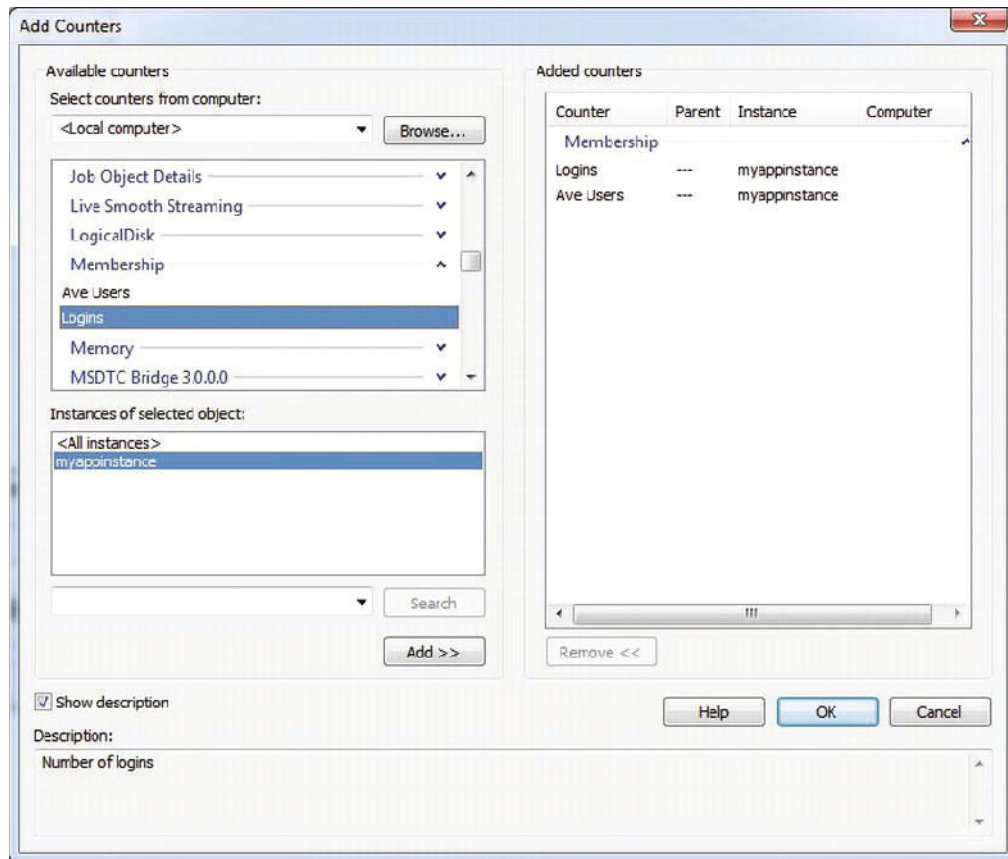 Add Counters
Available counters
Select counters from computer:
<Local computer>
Browse...
Job Object Details
Live Smooth Streaming
LogicalDisk
Membership
Ave Users
Logins
Memory
MSDTC Bridge 3.0.0.0
Instances of selected object:
<All instances>
myappinstance
Search
Add >>
Added counters
Counter Parent Instance Computer
Membership
Logins --- myappinstance
Ave Users --- myappinstance
Remove <<
Show description
Help OK Cancel
Description:
Number of logins